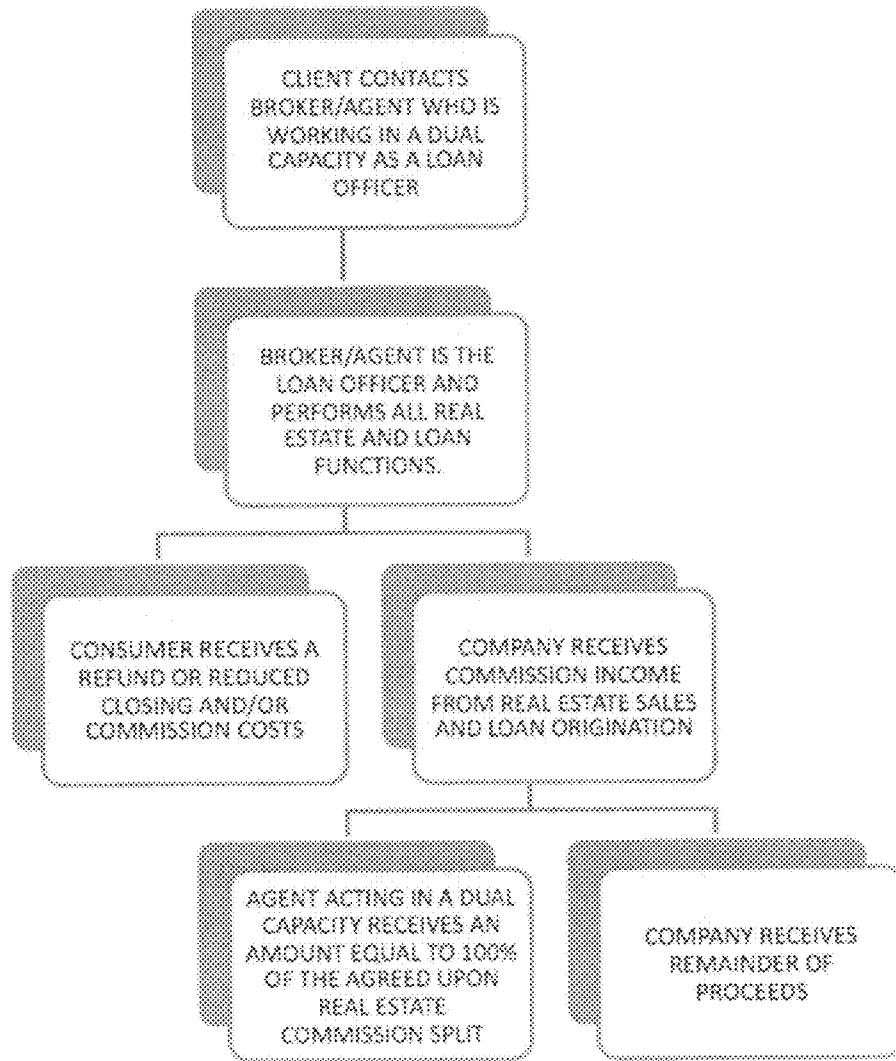 CLIENT CONTACTS
BROKER/AGENT WHO IS
WORKING IN A DUAL
CAPACITY AS A LOAN
OFFICER
BROKER/AGENT IS THE
LOAN OFFICER AND
PERFORMS ALL REAL
ESTATE AND LOAN
FUNCTIONS.
CONSUMER RECEIVES A
REFUND OR REDUCED
CLOSING AND/OR
COMMISSION COSTS
COMPANY RECEIVES
COMMISSION INCOME
FROM REAL ESTATE SALES
AND LOAN ORIGINATION
AGENT ACTING IN A DUAL
CAPACITY RECEIVES AN
AMOUNT EQUAL TO 100%
OF THE AGREED UPON
REAL ESTATE
COMMISSION SPLIT
COMPANY RECEIVES
REMAINDER OF
PROCEEDS